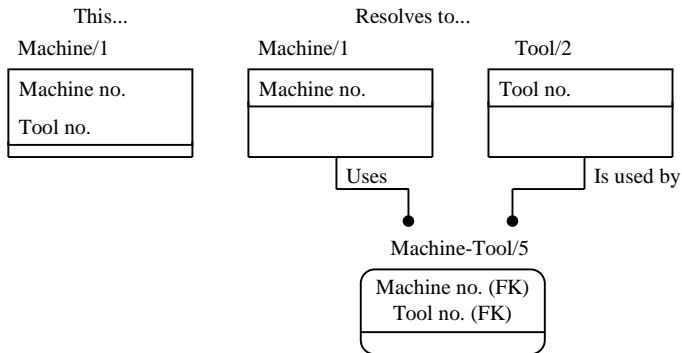 This...
Resolves to...
Machine/1
Machine/1
Tool/2
Machine no.
Tool no.
Machine no.
Tool no.
Uses
Is used by
Machine-Tool/5
Machine no. (FK)
Tool no. (FK)